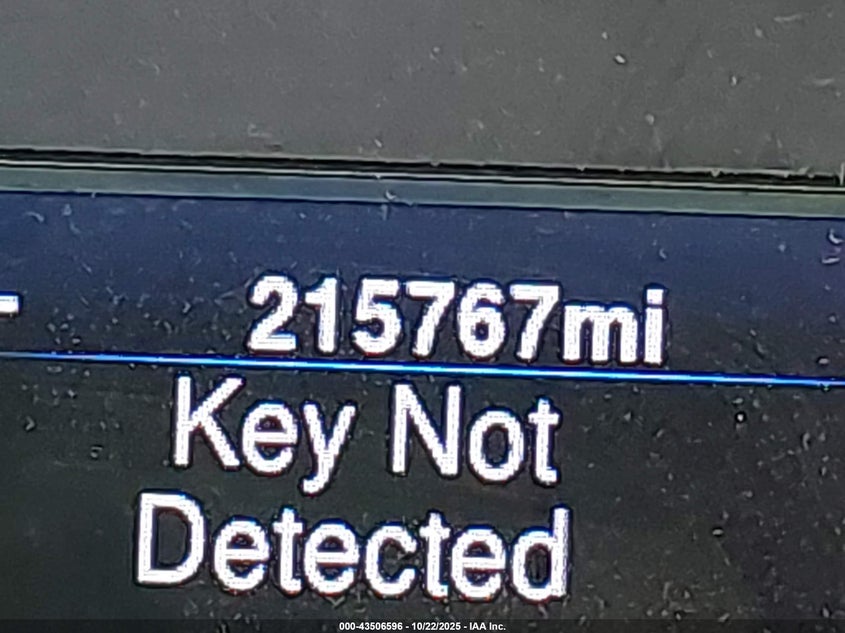 215767mi
Key Not
Detected
000-43506596 - 10/22/2025 - IAA Inc.